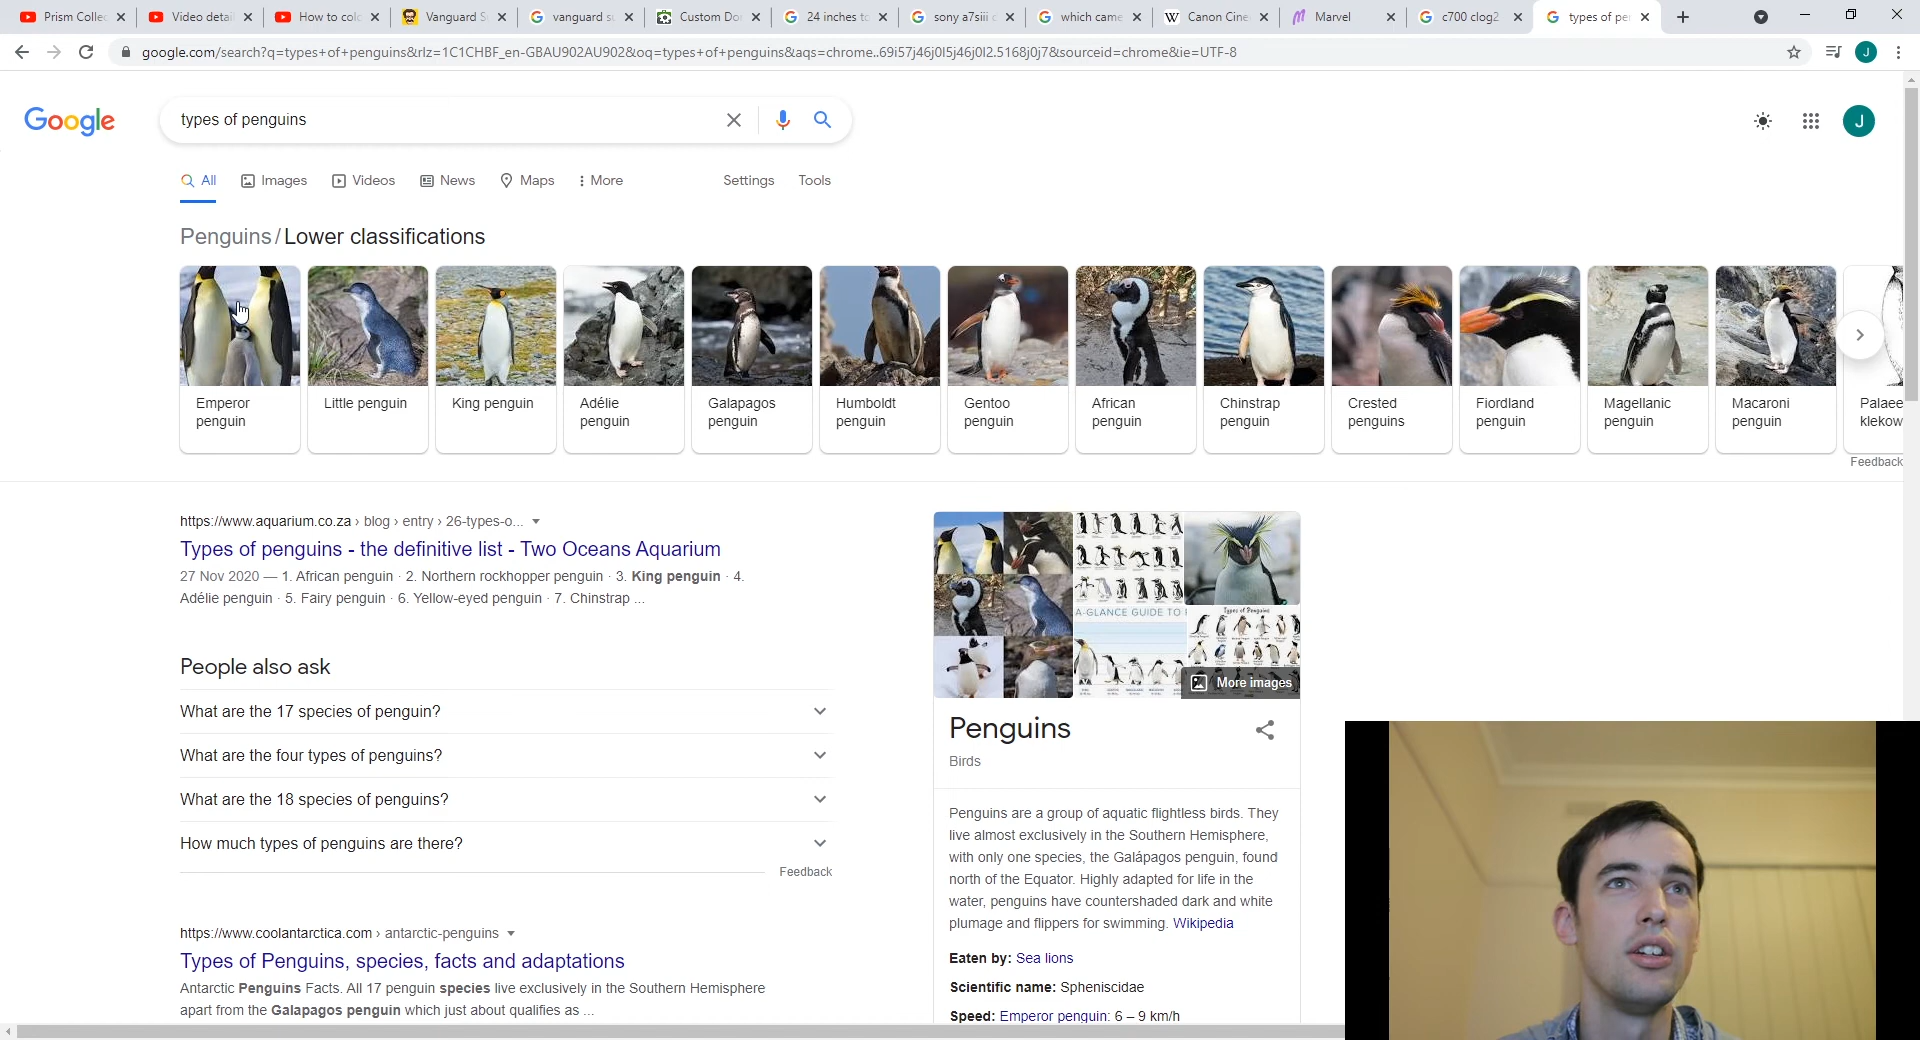 Prism Collec
Video detail
How to colo
Vanguard S
vanguard su
Custom Do
24 inches to
sony a7siii c
which came
Canon Cine
Marvel
c700 clog2
types of pe
google.com/search?q=types+of+penguins&rlz=1C1CHBF_en-GBAU902AU902&oq=types+of+penguins&aqs=chrome..69i57j46j0l5j46j0l2.5168j0j7&sourceid=chrome&ie=UTF-8
J
Google
types of penguins
J
All
Images
Videos
News
Maps
More
Settings
Tools
Penguins/Lower classifications
Emperor
penguin
Little penguin
King penguin
Adélie
penguin
Galapagos
penguin
Humboldt
penguin
Gentoo
penguin
African
penguin
Chinstrap
penguin
Crested
penguins
Fiordland
penguin
Magellanic
penguin
Macaroni
penguin
Palaee
klekow
Feedback
https://www.aquarium.co.za › blog › entry › 26-types-o...
Types of penguins - the definitive list - Two Oceans Aquarium
27 Nov 2020 — 1. African penguin · 2. Northern rockhopper penguin · 3. King penguin · 4.
Adélie penguin · 5. Fairy penguin · 6. Yellow-eyed penguin · 7. Chinstrap ...
People also ask
What are the 17 species of penguin?
What are the four types of penguins?
What are the 18 species of penguins?
How much types of penguins are there?
Feedback
https://www.coolantarctica.com › antarctic-penguins
Types of Penguins, species, facts and adaptations
Antarctic Penguins Facts. All 17 penguin species live exclusively in the Southern Hemisphere
apart from the Galapagos penguin which just about qualifies as ...
A-GLANCE GUIDE TO
Types of Penguins
More images
Penguins
Birds
Penguins are a group of aquatic flightless birds. They
live almost exclusively in the Southern Hemisphere,
with only one species, the Galápagos penguin, found
north of the Equator. Highly adapted for life in the
water, penguins have countershaded dark and white
plumage and flippers for swimming. Wikipedia
Eaten by: Sea lions
Scientific name: Spheniscidae
Speed: Emperor penguin: 6 – 9 km/h